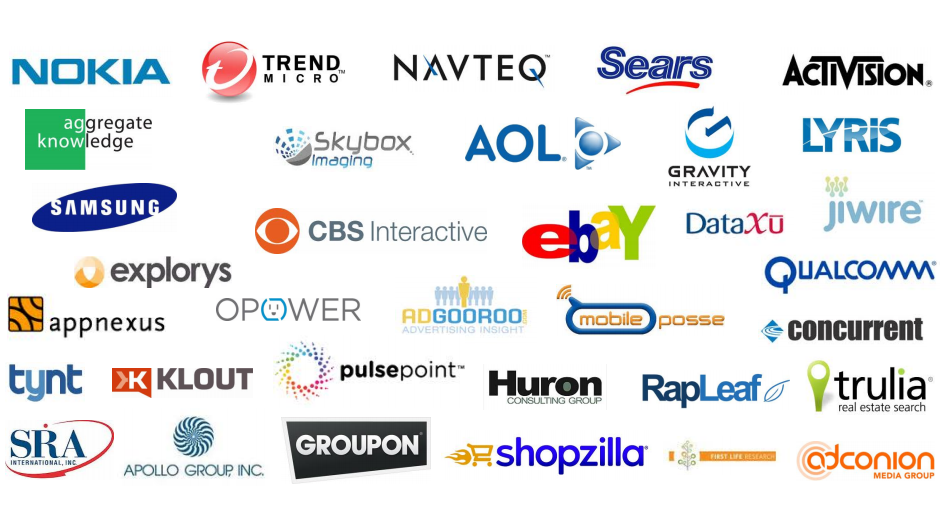 NOKIA
TREND
MICRO™
NAVTEQ
Sears
ACTIVISION®
aggregate
knowledge
Skybox
Imaging
AOL
GRAVITY
INTERACTIVE
LYRIS
SAMSUNG
CBS Interactive
ebaY
DataXū
jiwire™
explorys
QUALCOMM®
appnexus
OPOWER
ADGOOROO
ADVERTISING INSIGHT
mobile posse
concurrent
tynt
KLOUT
pulsepoint™
Huron
CONSULTING GROUP
RapLeaf
trulia®
real estate search
SRA
INTERNATIONAL, INC.
APOLLO GROUP, INC.
GROUPON
shopzilla®
FIRST LIFE RESEARCH
adconion
MEDIA GROUP